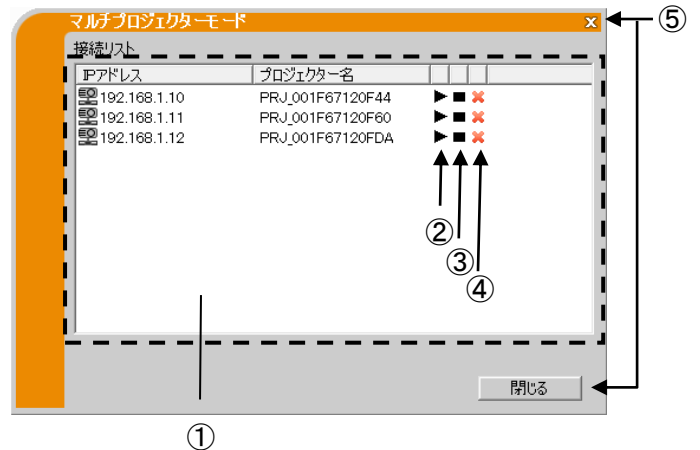 マルチプロジェクターモード x ⑤
接続リスト
IPアドレス プロジェクター名
192.168.1.10 PRJ_001F67120F44
192.168.1.11 PRJ_001F67120F60
192.168.1.12 PRJ_001F67120FDA
②
③
④
閉じる
①